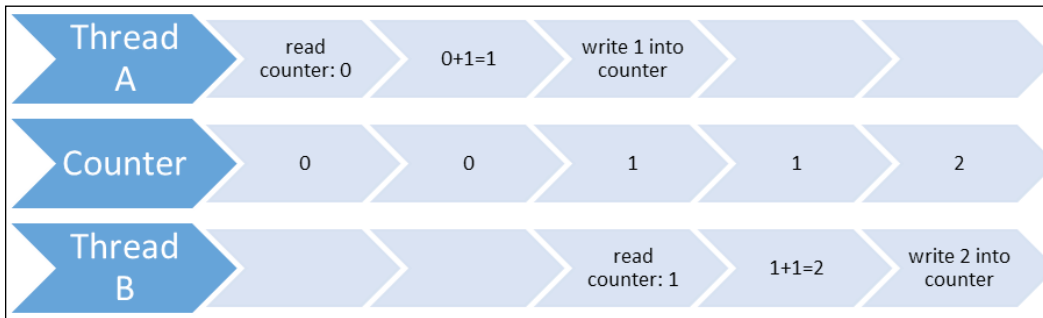 Thread
A
read
counter: 0
0+1=1
write 1 into
counter
Counter
0
0
1
1
2
Thread
B
read
counter: 1
1+1=2
write 2 into
counter